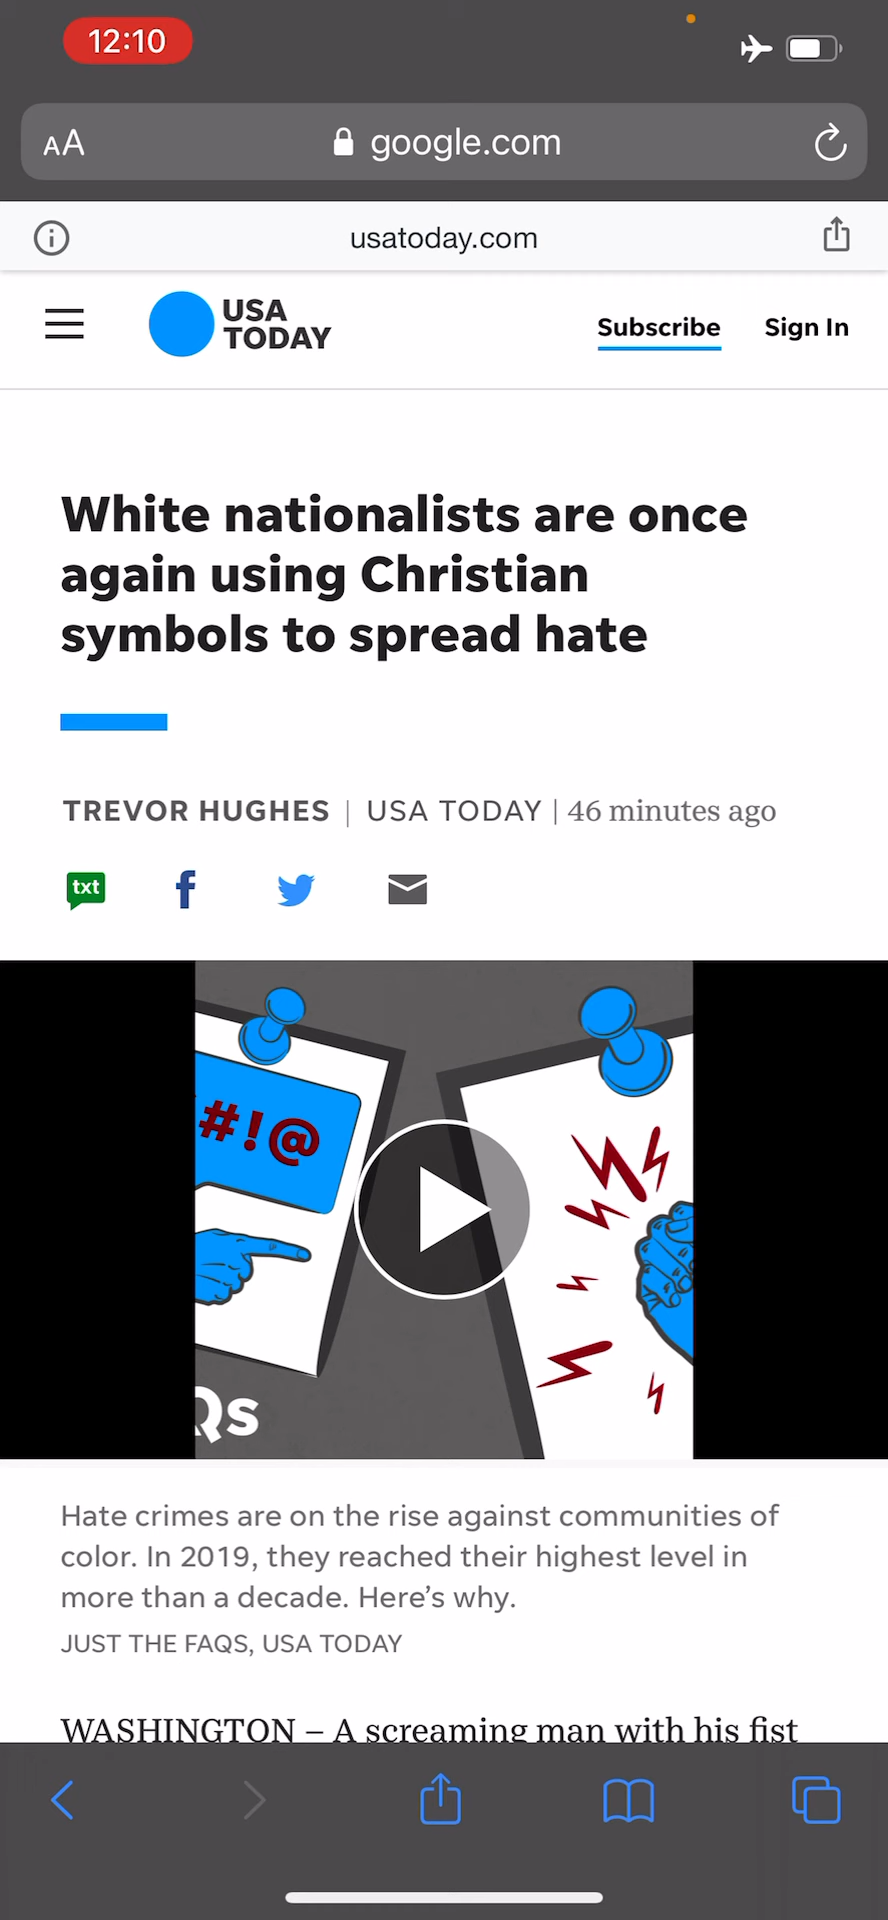 12:10
AA google.com
usatoday.com
USA
TODAY
Subscribe Sign In
White nationalists are once
again using Christian
symbols to spread hate
TREVOR HUGHES | USA TODAY | 46 minutes ago
txt
#!@
Qs
Hate crimes are on the rise against communities of
color. In 2019, they reached their highest level in
more than a decade. Here’s why.
JUST THE FAQS, USA TODAY
WASHINGTON – A screaming man with his fist